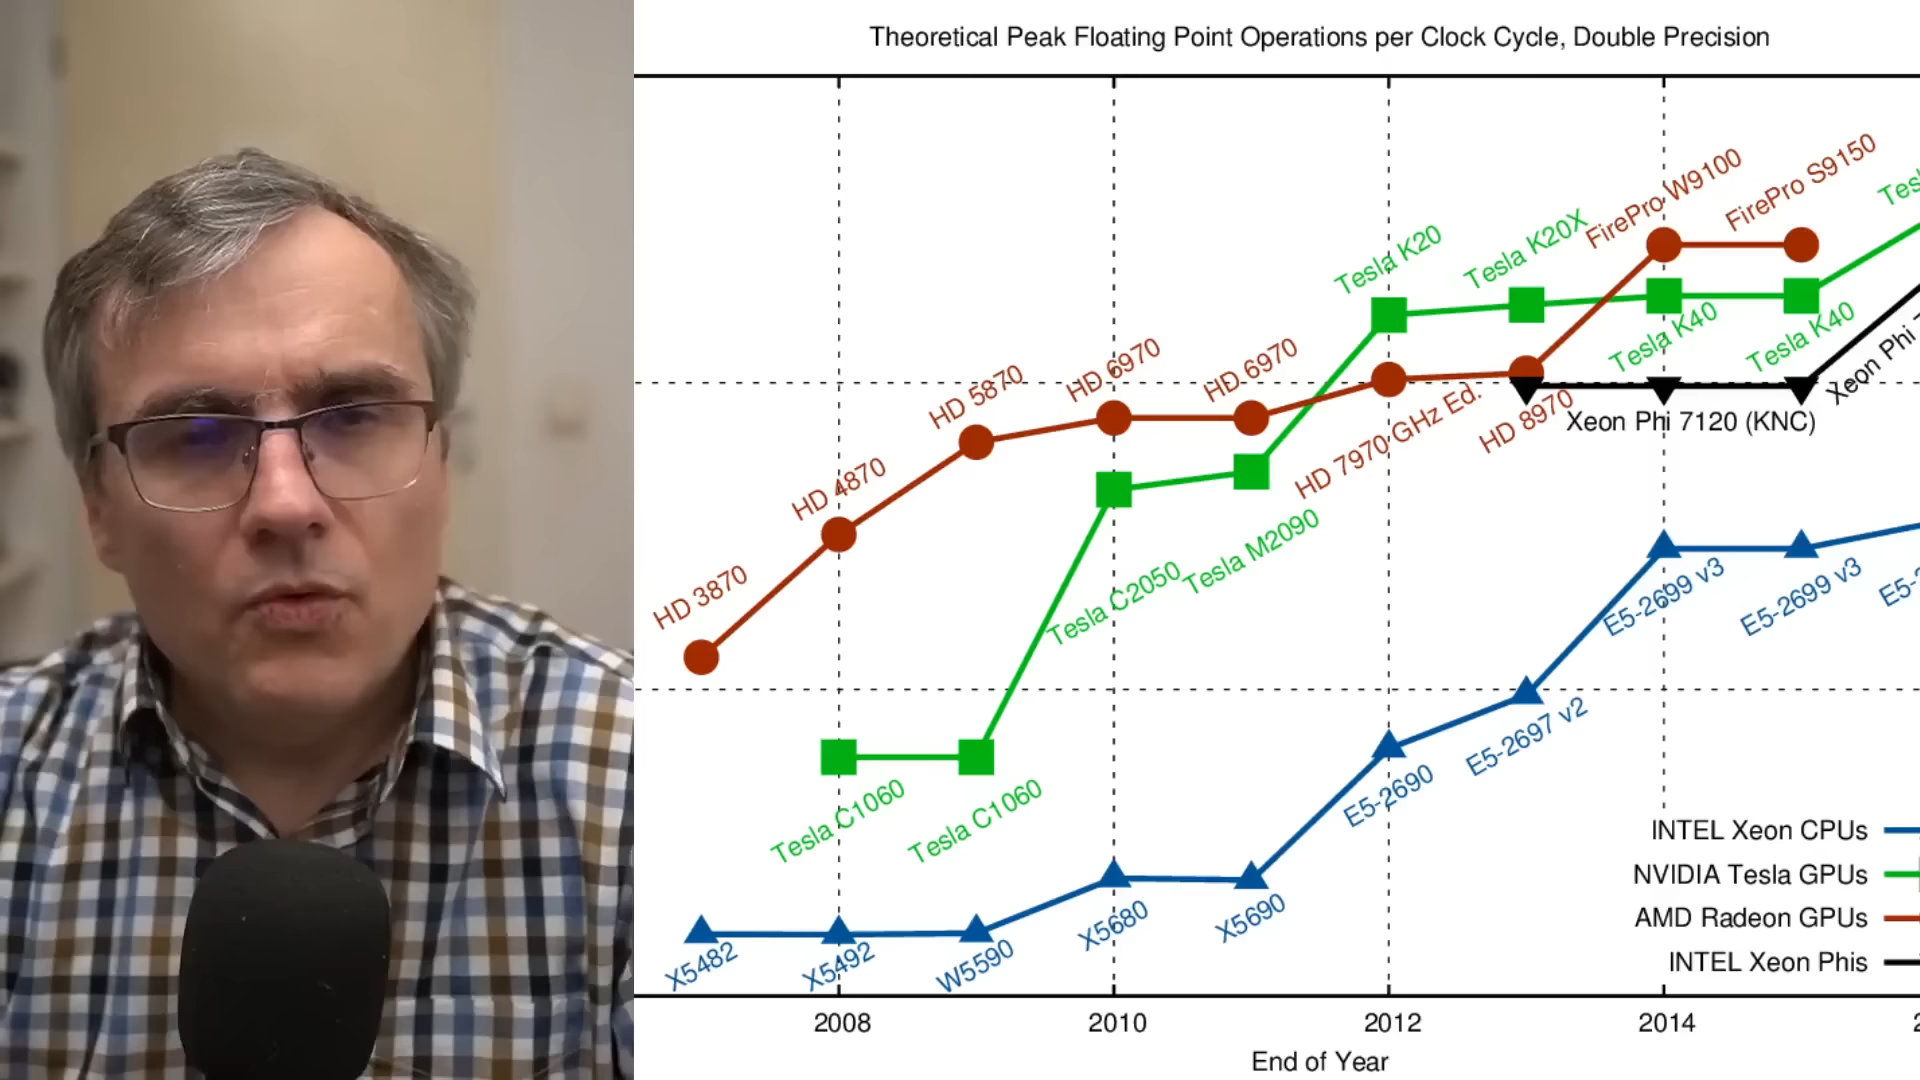 Theoretical Peak Floating Point Operations per Clock Cycle, Double Precision
FirePro W9100
FirePro S9150
Tesla K20
Tesla K20X
HD 5870
HD 6970
HD 6970
Tesla K40
Tesla K40
Xeon Phi
HD 4870
HD 7970 GHz Ed.
HD 8970
Xeon Phi 7120 (KNC)
HD 3870
Tesla C2050
Tesla M2090
E5-2699 v3
E5-2699 v3
E5-2690
E5-2697 v2
Tesla C1060
Tesla C1060
X5482
X5492
W5590
X5680
X5690
INTEL Xeon CPUs
NVIDIA Tesla GPUs
AMD Radeon GPUs
INTEL Xeon Phis
2008
2010
2012
2014
End of Year